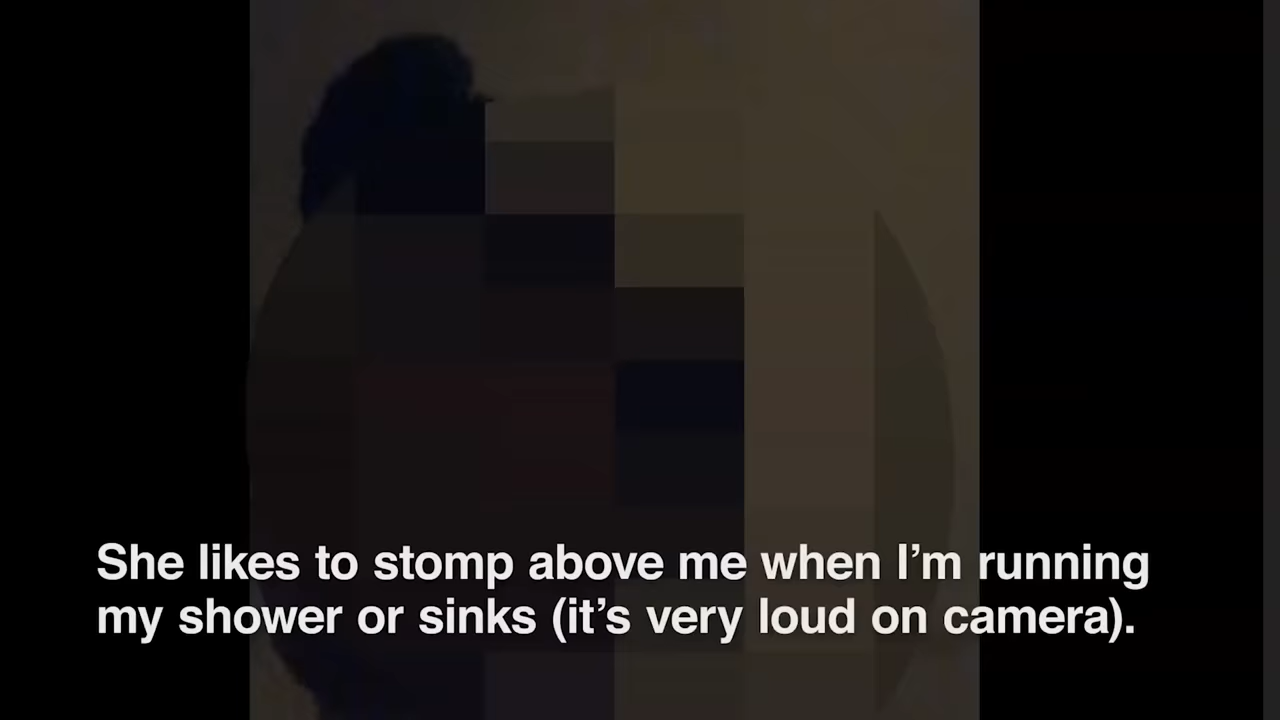 She likes to stomp above me when I’m running
my shower or sinks (it’s very loud on camera).